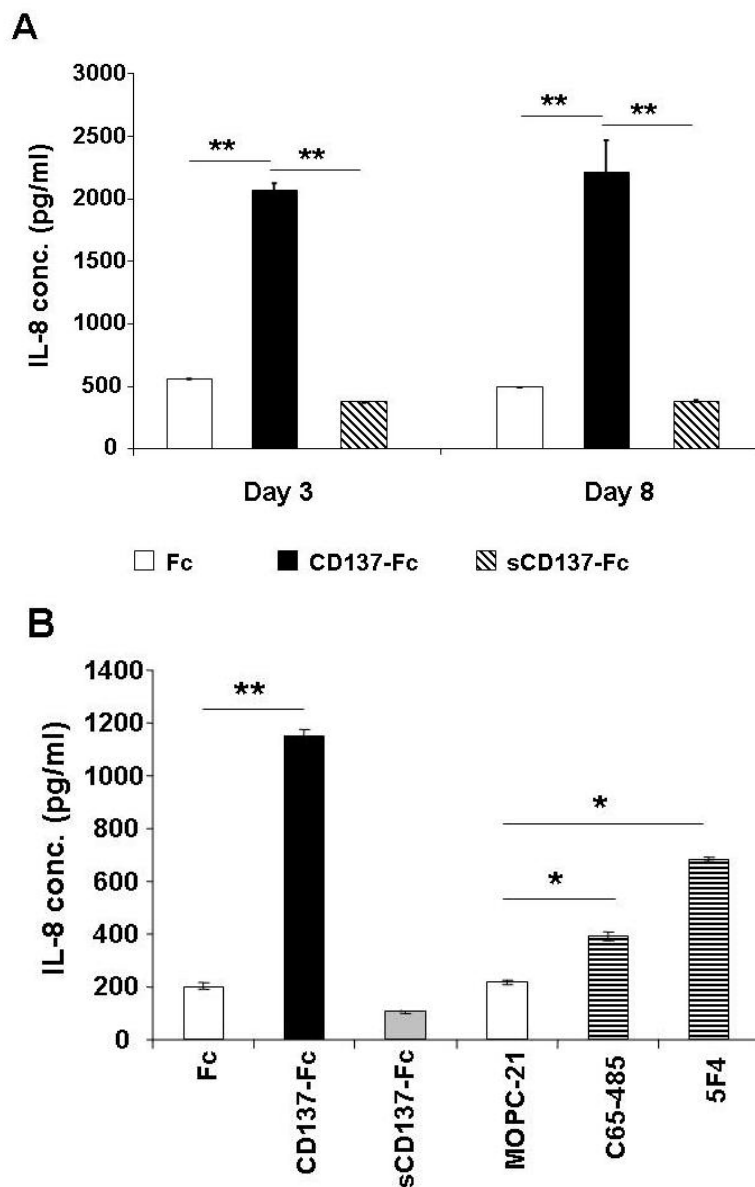 A
3000
2500
2000
1500
1000
500
0
IL-8 conc. (pg/ml)
** ** ** **
Day 3 Day 8
Fc CD137-Fc sCD137-Fc
B
1400
1200
1000
800
600
400
200
0
IL-8 conc. (pg/ml)
**
*
*
Fc
CD137-Fc
sCD137-Fc
MOPC-21
C65-485
5F4